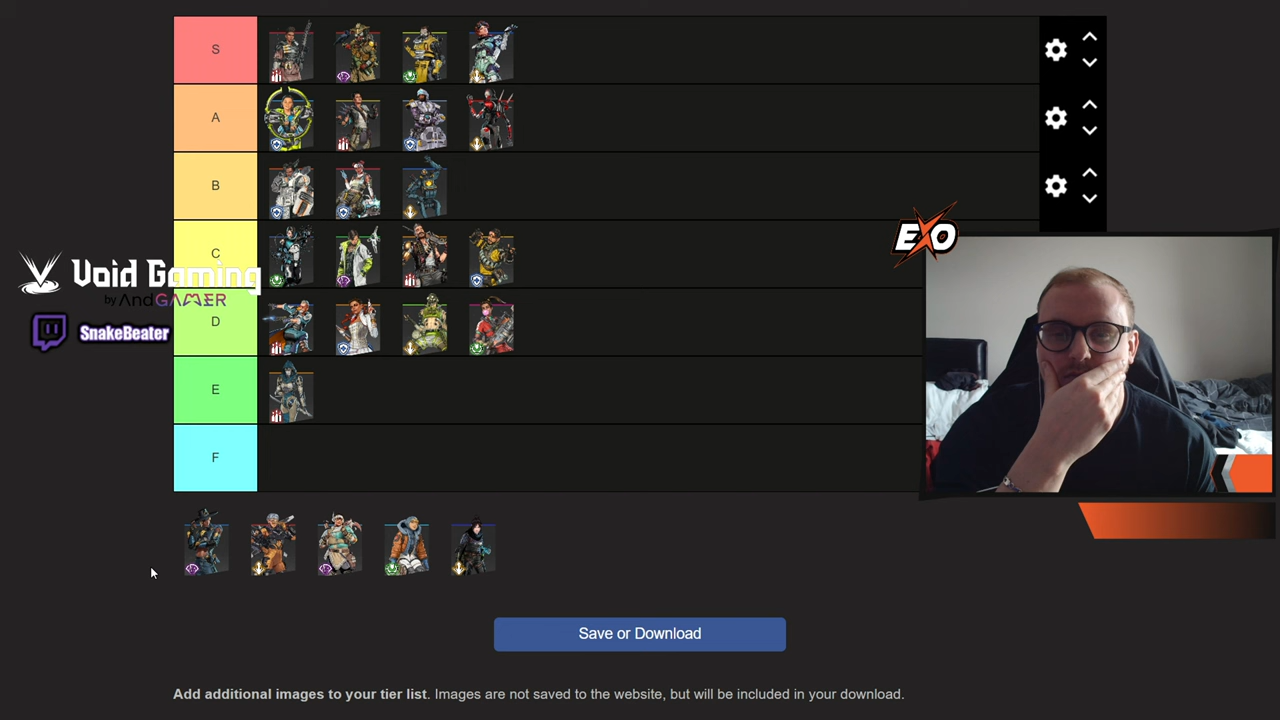 S
A
B
C
D
E
F
EXO
Void Gaming
by AndGAMER
SnakeBeater
Save or Download
Add additional images to your tier list. Images are not saved to the website, but will be included in your download.